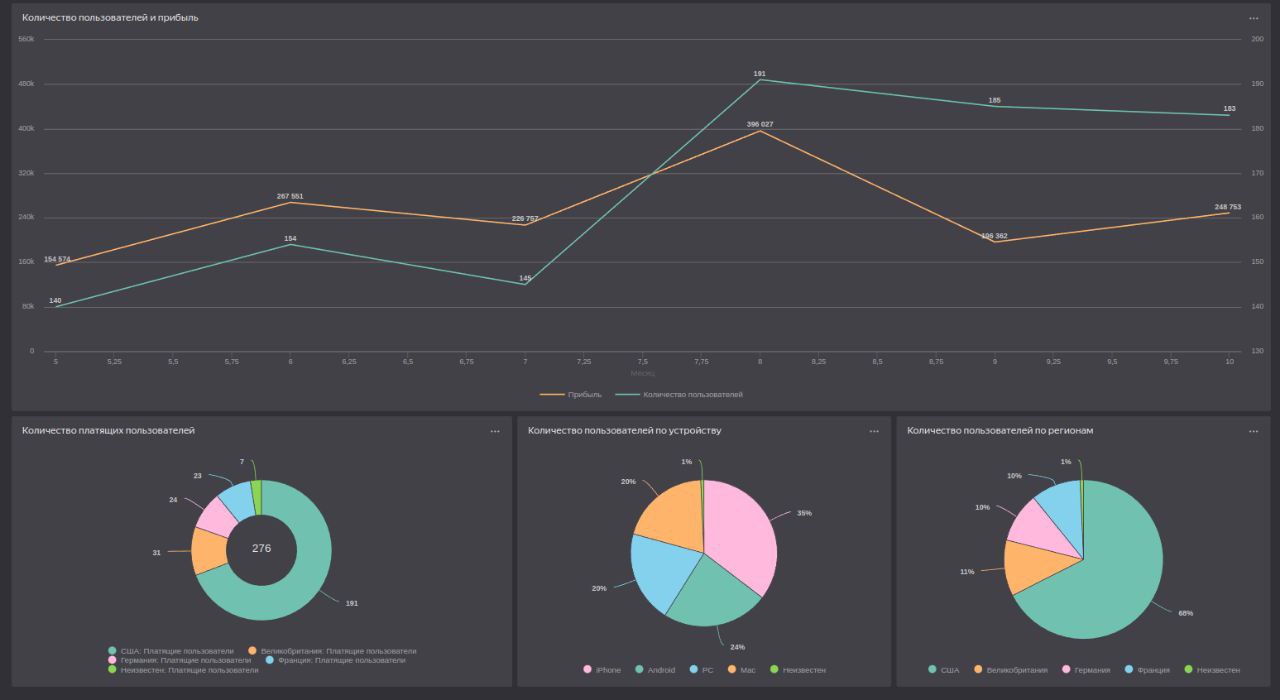 Количество пользователей и прибыль
...
560k
200
480k
190
400k
180
320k
170
240k
160
160k
150
80k
140
0
130
191
185
183
396 027
267 551
226 767
248 753
196 362
154
154 574
145
140
5 5,25 5,5 5,75 6 6,25 6,5 6,75 7 7,25 7,5 7,75 8 8,25 8,5 8,75 9 9,25 9,5 9,75 10
Месяц
Прибыль Количество пользователей
Количество платящих пользователей
...
7
23
24
31
276
191
США: Платящие пользователи Великобритания: Платящие пользователи
Германия: Платящие пользователи Франция: Платящие пользователи
Неизвестен: Платящие пользователи
Количество пользователей по устройству
...
1%
20%
35%
20%
24%
iPhone Android PC Mac Неизвестен
Количество пользователей по регионам
...
1%
10%
10%
11%
68%
США Великобритания Германия Франция Неизвестен